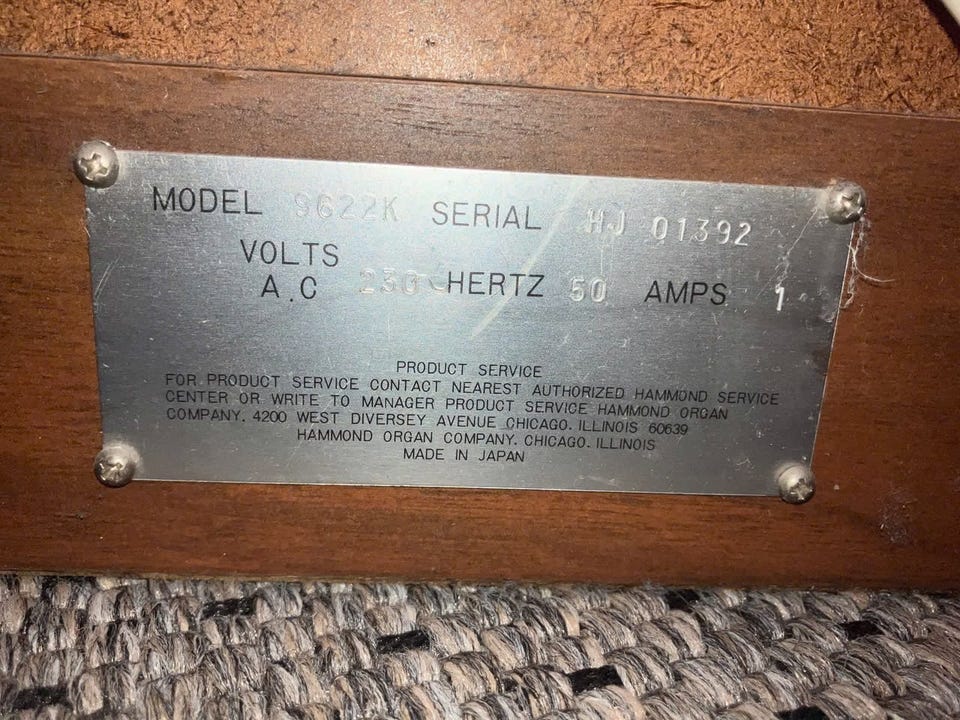 MODEL 9622K SERIAL HJ 01392
VOLTS
A.C 230 HERTZ 50 AMPS 1
PRODUCT SERVICE
FOR PRODUCT SERVICE CONTACT NEAREST AUTHORIZED HAMMOND SERVICE
CENTER OR WRITE TO MANAGER PRODUCT SERVICE HAMMOND ORGAN
COMPANY. 4200 WEST DIVERSEY AVENUE CHICAGO. ILLINOIS 60639
HAMMOND ORGAN COMPANY. CHICAGO. ILLINOIS
MADE IN JAPAN